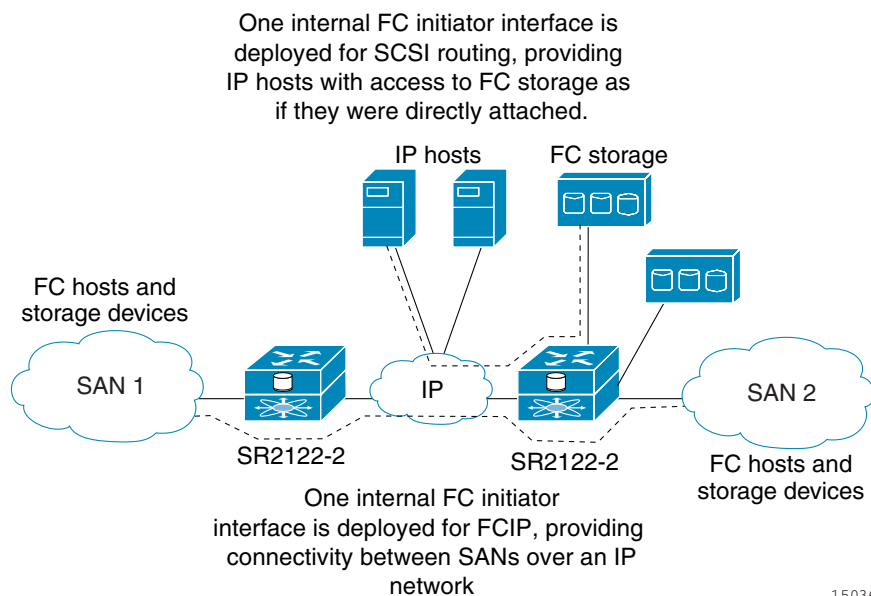 One internal FC initiator interface is
deployed for SCSI routing, providing
IP hosts with access to FC storage as
if they were directly attached.
IP hosts
FC storage
FC hosts and
storage devices
SAN 1
IP
SAN 2
SR2122-2
SR2122-2
FC hosts and
storage devices
One internal FC initiator
interface is deployed for FCIP, providing
connectivity between SANs over an IP
network